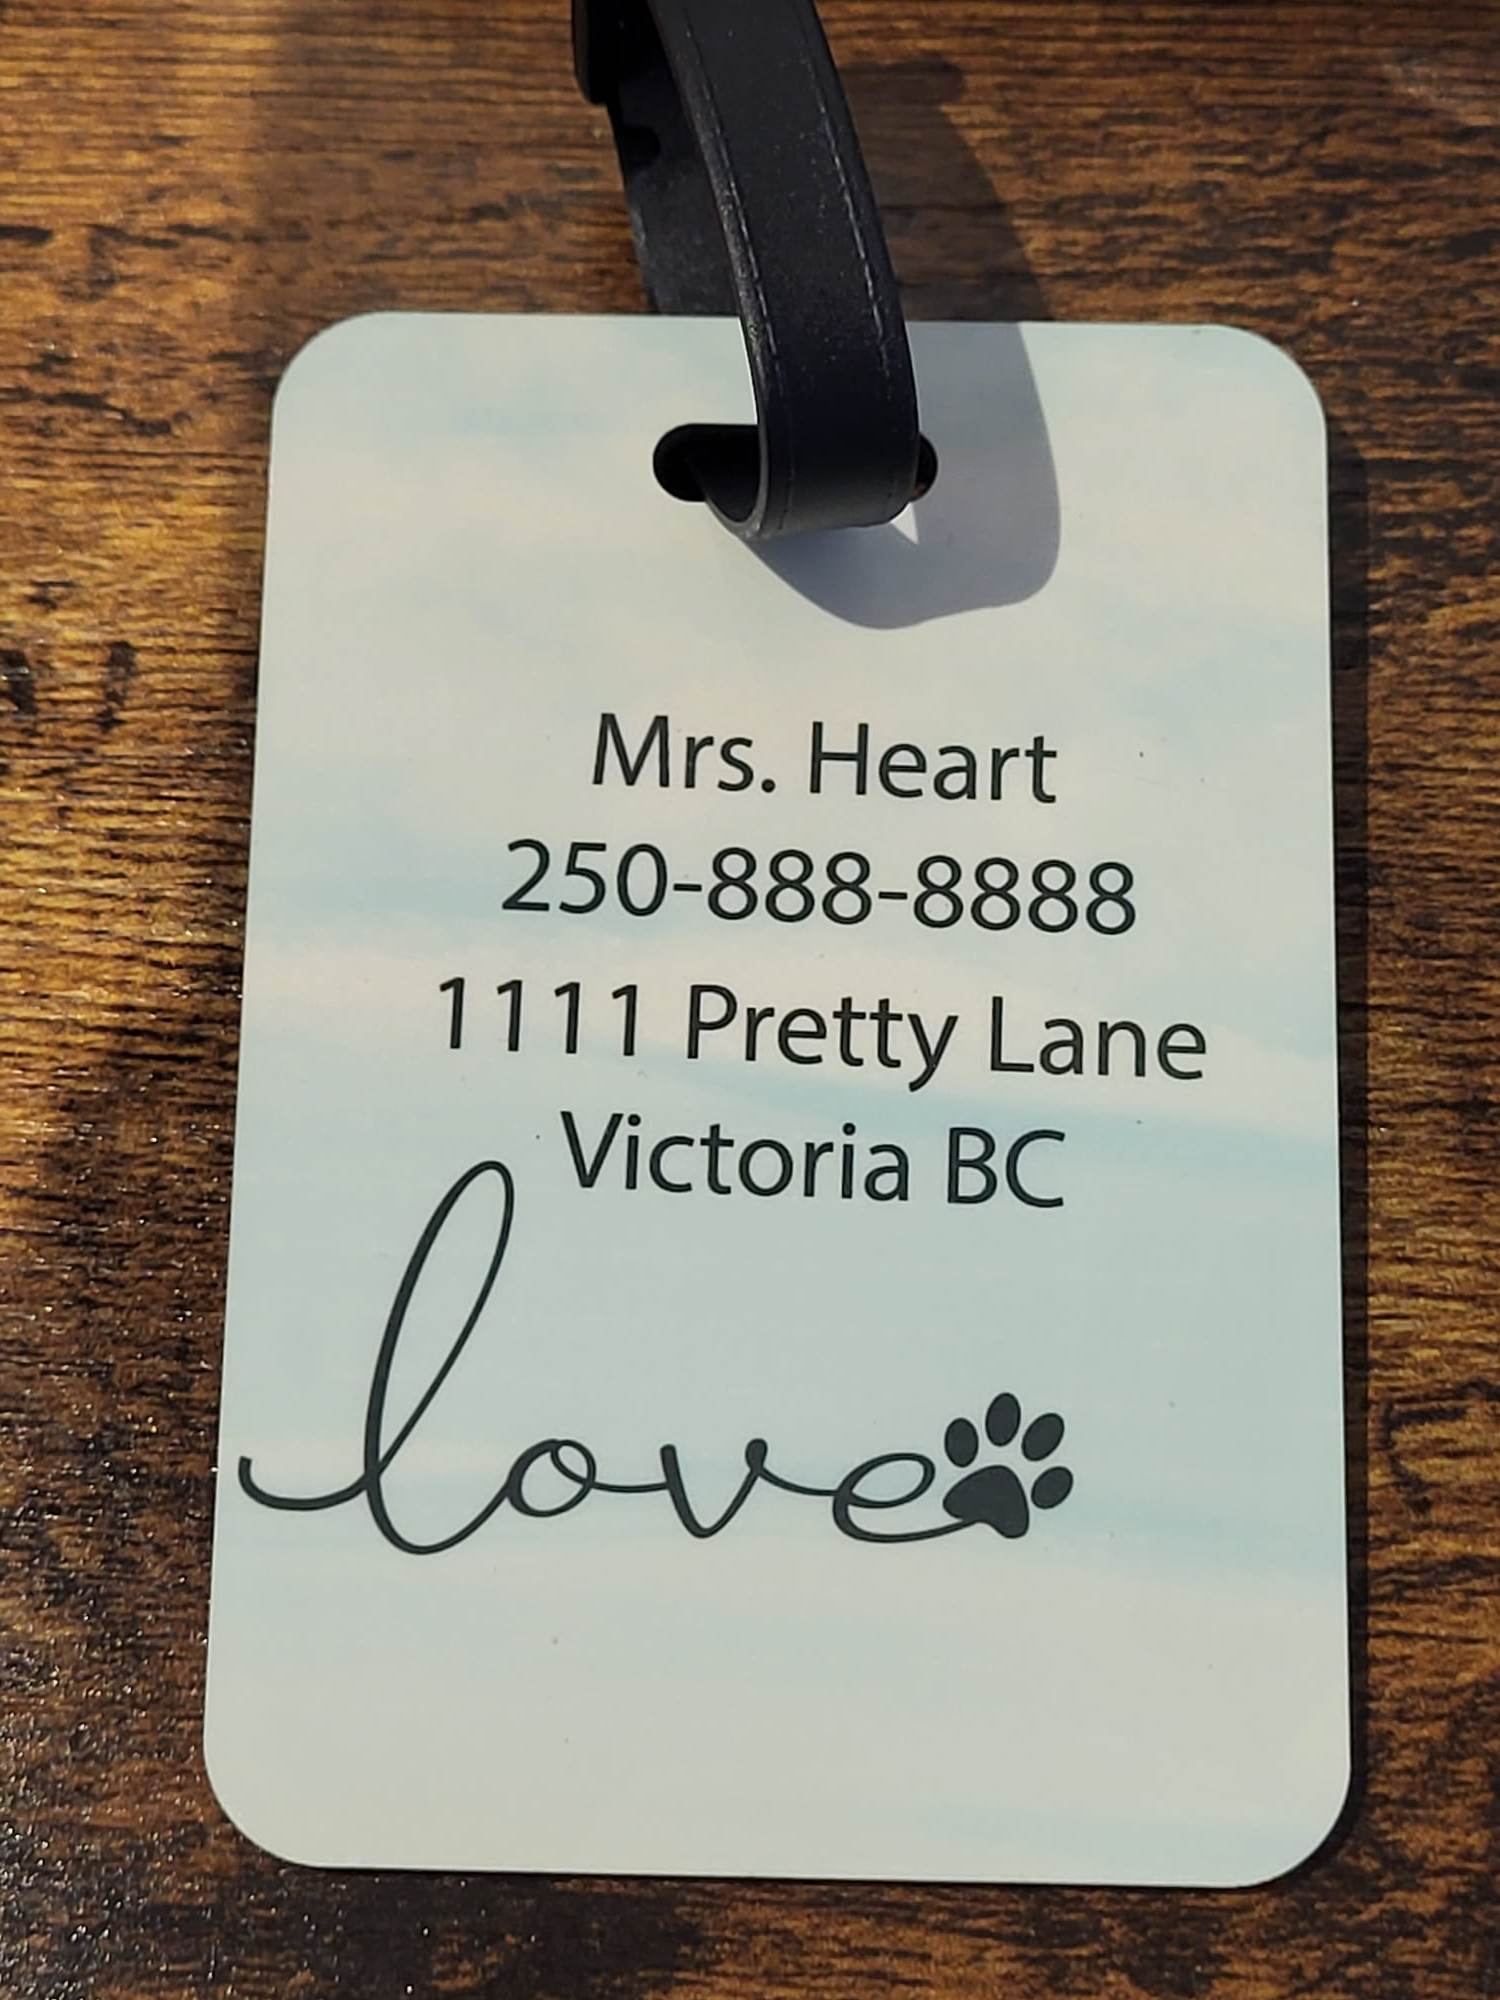 Mrs. Heart
250-888-8888
1111 Pretty Lane
Victoria BC
love